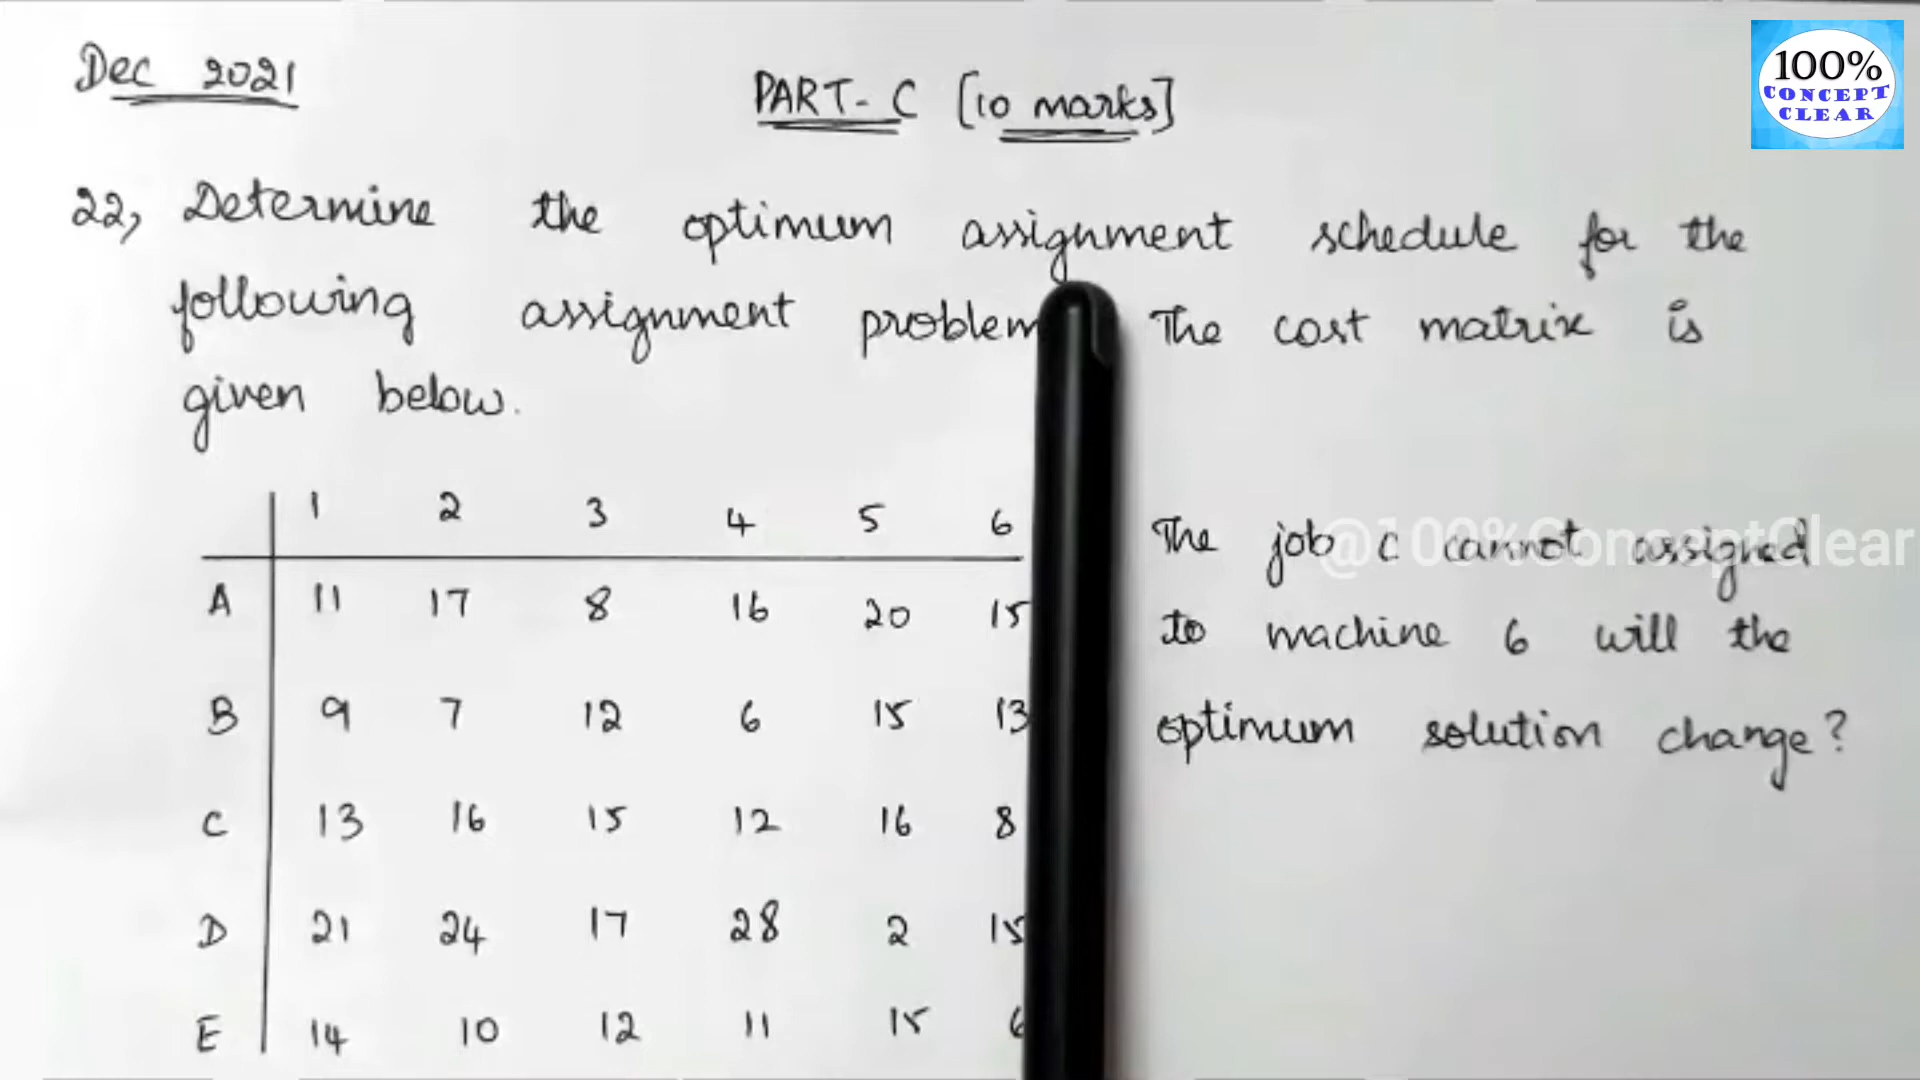 Dec 2021
PART-C [10 marks]
100%
CONCEPT
CLEAR
22, Determine the optimum assignment schedule for the
following assignment problem The cost matrix is
given below.
1 2 3 4 5 6
A 11 17 8 16 20 15
B 9 7 12 6 15 13
C 13 16 15 12 16 8
D 21 24 17 28 2 15
E 14 10 12 11 15 6
The job c cannot assigned
to machine 6 will the
optimum solution change?
@100%ConceptClear